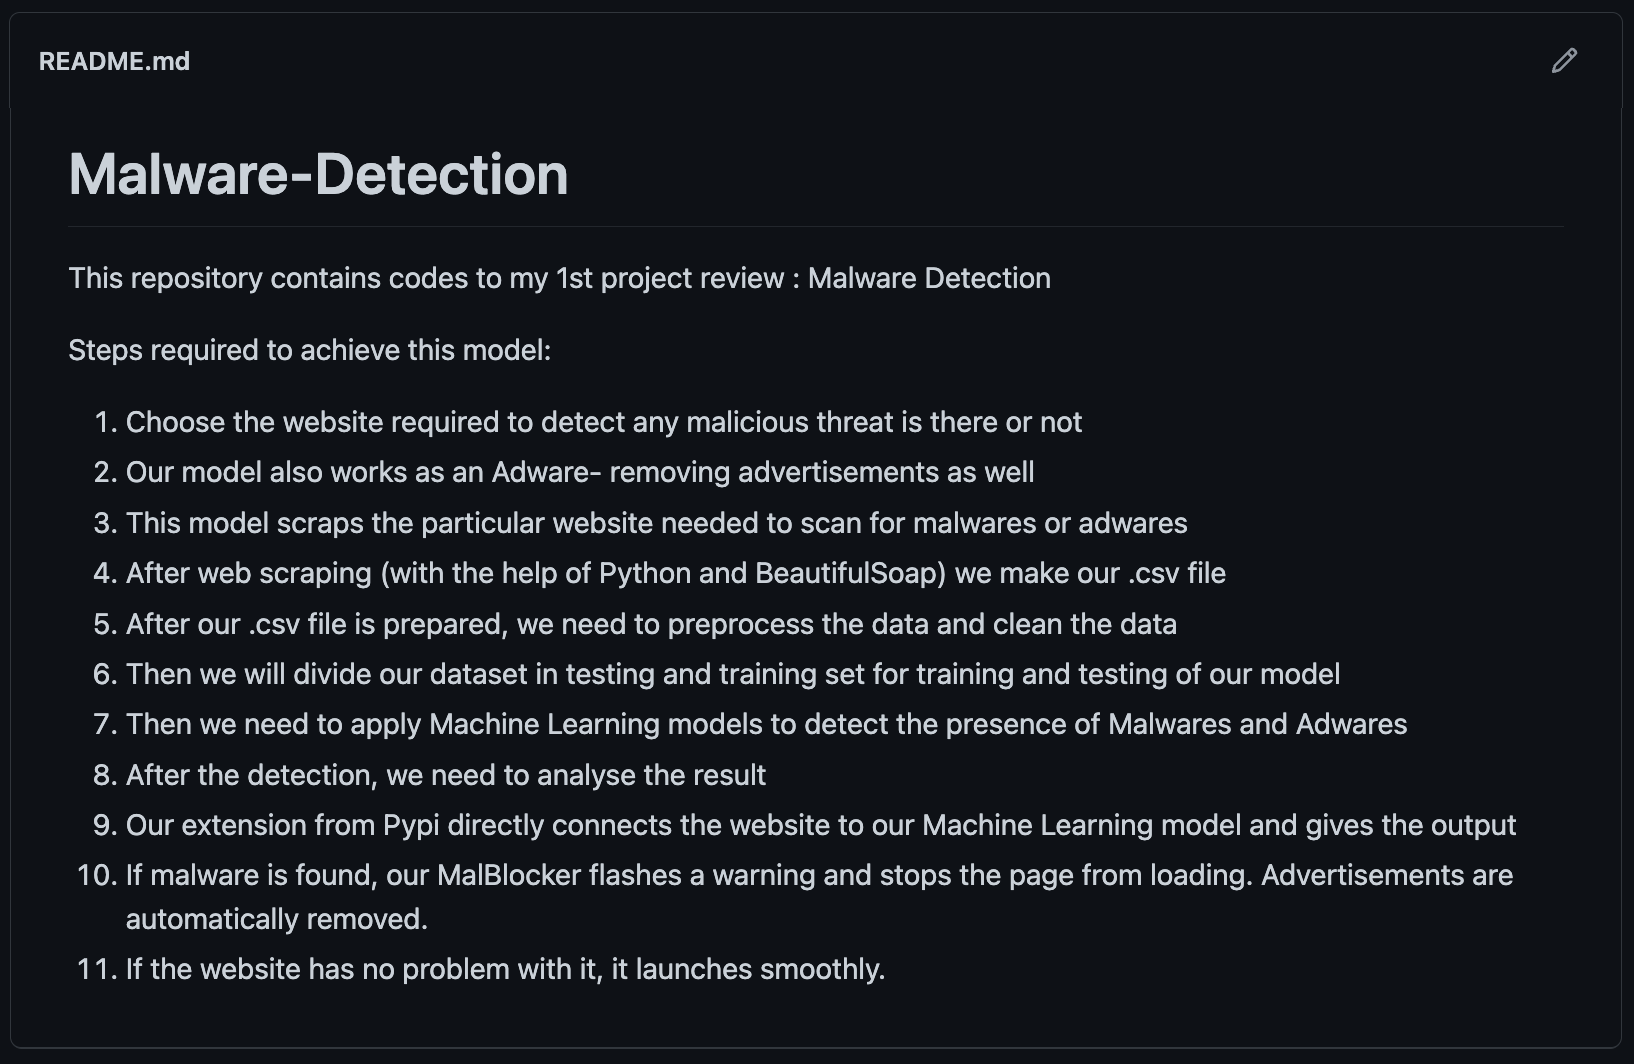 README.md
Malware-Detection
This repository contains codes to my 1st project review : Malware Detection
Steps required to achieve this model:
1. Choose the website required to detect any malicious threat is there or not
2. Our model also works as an Adware- removing advertisements as well
3. This model scraps the particular website needed to scan for malwares or adwares
4. After web scraping (with the help of Python and BeautifulSoap) we make our .csv file
5. After our .csv file is prepared, we need to preprocess the data and clean the data
6. Then we will divide our dataset in testing and training set for training and testing of our model
7. Then we need to apply Machine Learning models to detect the presence of Malwares and Adwares
8. After the detection, we need to analyse the result
9. Our extension from Pypi directly connects the website to our Machine Learning model and gives the output
10. If malware is found, our MalBlocker flashes a warning and stops the page from loading. Advertisements are
automatically removed.
11. If the website has no problem with it, it launches smoothly.